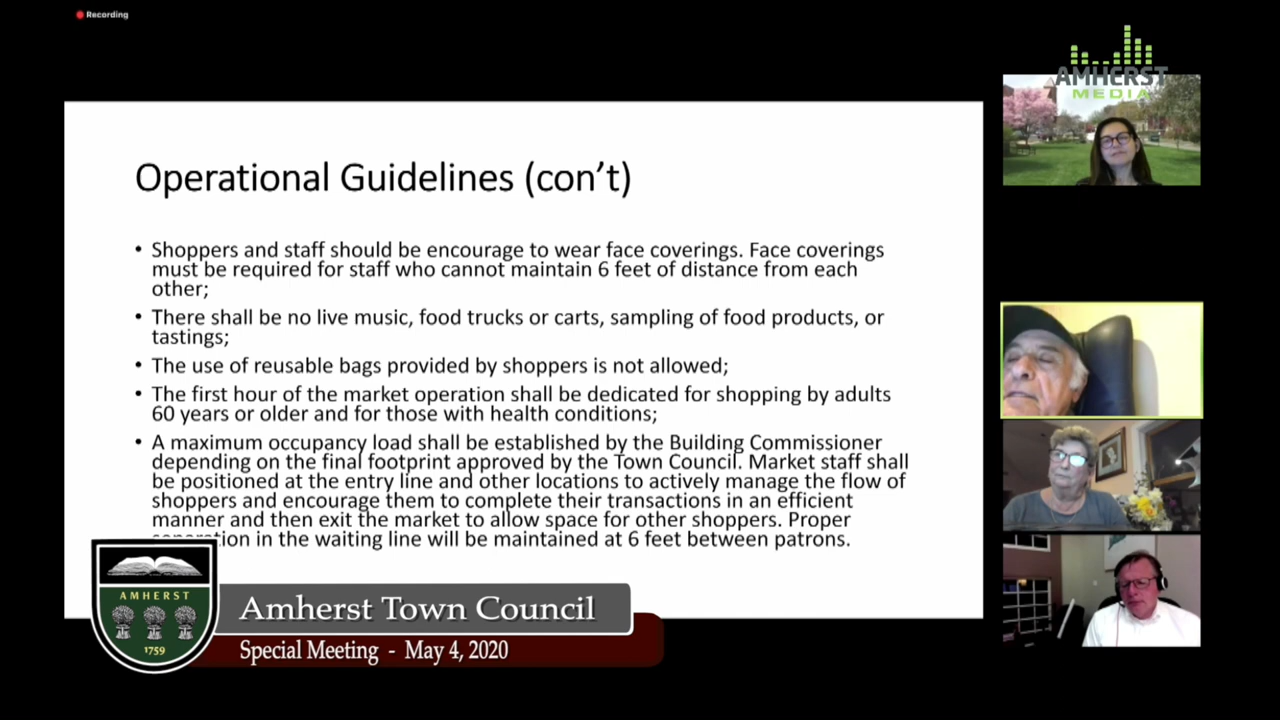 Recording
AMHERST
MEDIA
Operational Guidelines (con’t)
• Shoppers and staff should be encourage to wear face coverings. Face coverings
must be required for staff who cannot maintain 6 feet of distance from each
other;
• There shall be no live music, food trucks or carts, sampling of food products, or
tastings;
• The use of reusable bags provided by shoppers is not allowed;
• The first hour of the market operation shall be dedicated for shopping by adults
60 years or older and for those with health conditions;
• A maximum occupancy load shall be established by the Building Commissioner
depending on the final footprint approved by the Town Council. Market staff shall
be positioned at the entry line and other locations to actively manage the flow of
shoppers and encourage them to complete their transactions in an efficient
manner and then exit the market to allow space for other shoppers. Proper
separation in the waiting line will be maintained at 6 feet between patrons.
AMHERST
1759
Amherst Town Council
Special Meeting - May 4, 2020